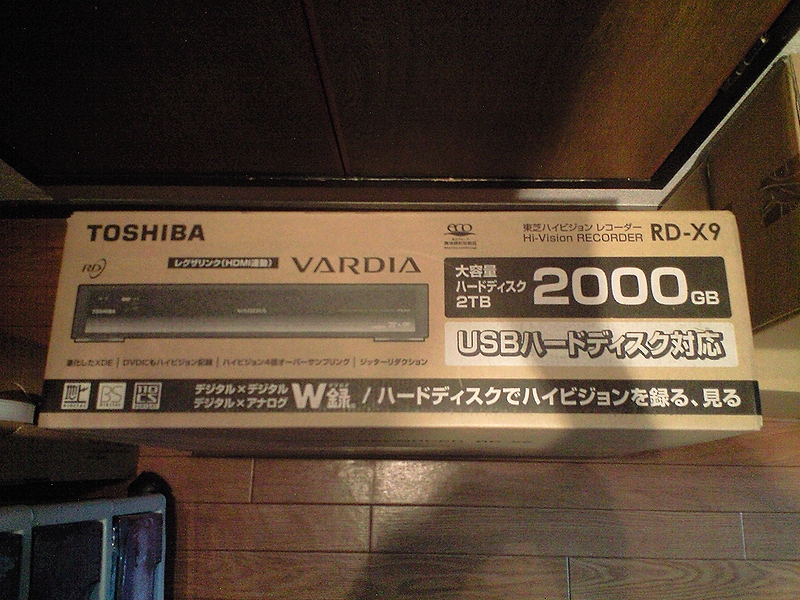 TOSHIBA
東芝ハイビジョン レコーダー
Hi-Vision RECORDER RD-X9
RD
レグザリンク(HDMI連動)
VARDIA
大容量
ハードディスク
2TB
2000GB
USBハードディスク対応
TOSHIBA
VARDIA
進化したXDE | DVDにもハイビジョン記録 | ハイビジョン4倍オーバーサンプリング | ジッターリダクション
BS
110
CS
デジタル×デジタル
デジタル×アナログ
W録 / ハードディスクでハイビジョンを録る、見る